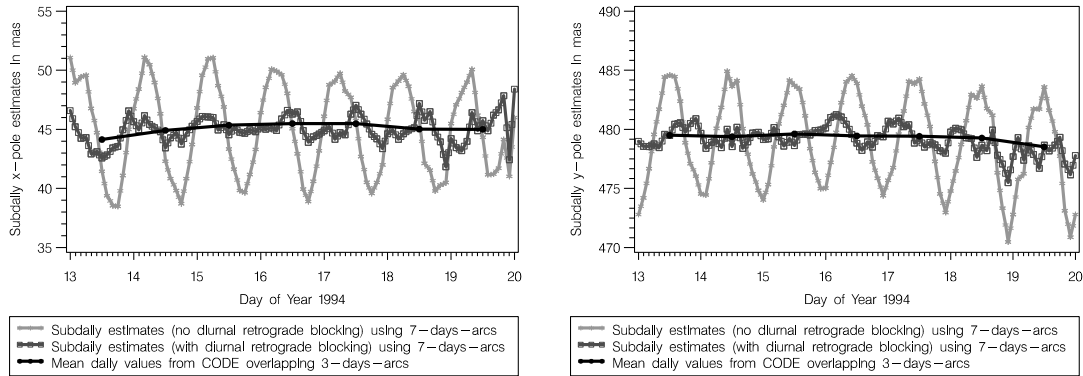 Subdaily x–pole estimates in mas
55
50
45
40
35
13 14 15 16 17 18 19 20
Day of Year 1994
Subdaily estimates (no diurnal retrograde blocking) using 7–days–arcs
Subdaily estimates (with diurnal retrograde blocking) using 7–days–arcs
Mean daily values from CODE overlapping 3–days–arcs
Subdaily y–pole estimates in mas
490
485
480
475
470
13 14 15 16 17 18 19 20
Day of Year 1994
Subdaily estimates (no diurnal retrograde blocking) using 7–days–arcs
Subdaily estimates (with diurnal retrograde blocking) using 7–days–arcs
Mean daily values from CODE overlapping 3–days–arcs